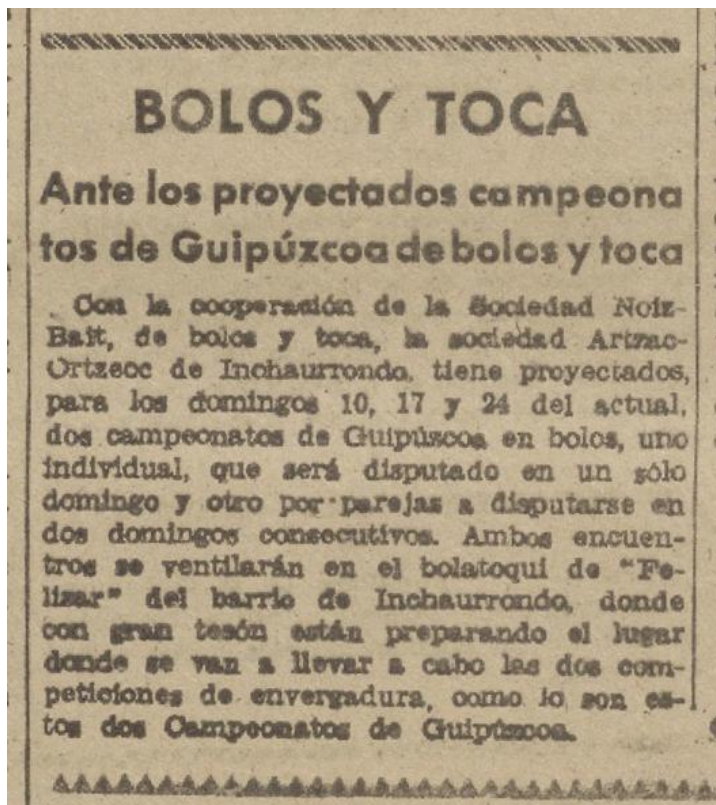 BOLOS Y TOCA
Ante los proyectados campeona
tos de Guipúzcoa de bolos y toca
Con la cooperación de la Sociedad Noiz-
Bait, de bolos y toca, la sociedad Artzac-
Ortzeoc de Inchaurrondo, tiene proyectados,
para los domingos 10, 17 y 24 del actual,
dos campeonatos de Guipúscoa en bolos, uno
individual, que será disputado en un sólo
domingo y otro por parejas a disputarse en
dos domingos consecutivos. Ambos encuen-
tros se ventilarán en el bolatoqui de "Fe-
lizar" del barrio de Inchaurrondo, donde
con gran tesón están preparando el lugar
donde se van a llevar a cabo las dos com-
peticiones de envergadura, como lo son es-
tos dos Campeonatos de Guipúzcoa.